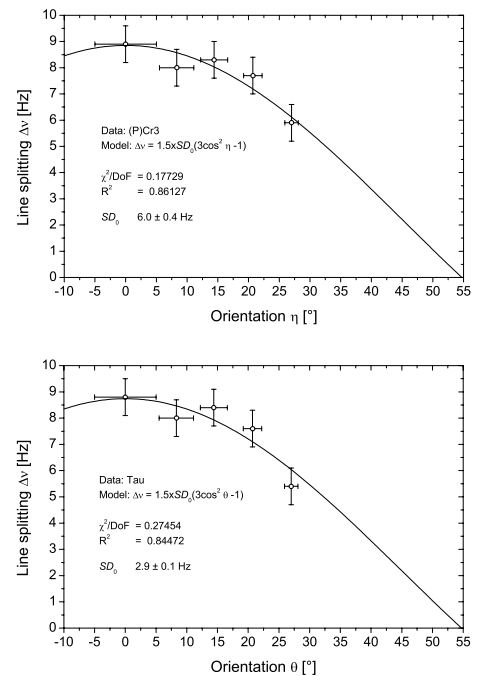 10
9
8
7
6
5
4
3
2
1
0
Line splitting Δν [Hz]
Data: (P)Cr3
Model: Δν = 1.5xSD₀(3cos² η -1)
χ²/DoF = 0.17729
R² = 0.86127
SD₀ 6.0 ± 0.4 Hz
-10 -5 0 5 10 15 20 25 30 35 40 45 50 55
Orientation η [°]
10
9
8
7
6
5
4
3
2
1
0
Line splitting Δν [Hz]
Data: Tau
Model: Δν = 1.5xSD₀(3cos² θ -1)
χ²/DoF = 0.27454
R² = 0.84472
SD₀ 2.9 ± 0.1 Hz
-10 -5 0 5 10 15 20 25 30 35 40 45 50 55
Orientation θ [°]